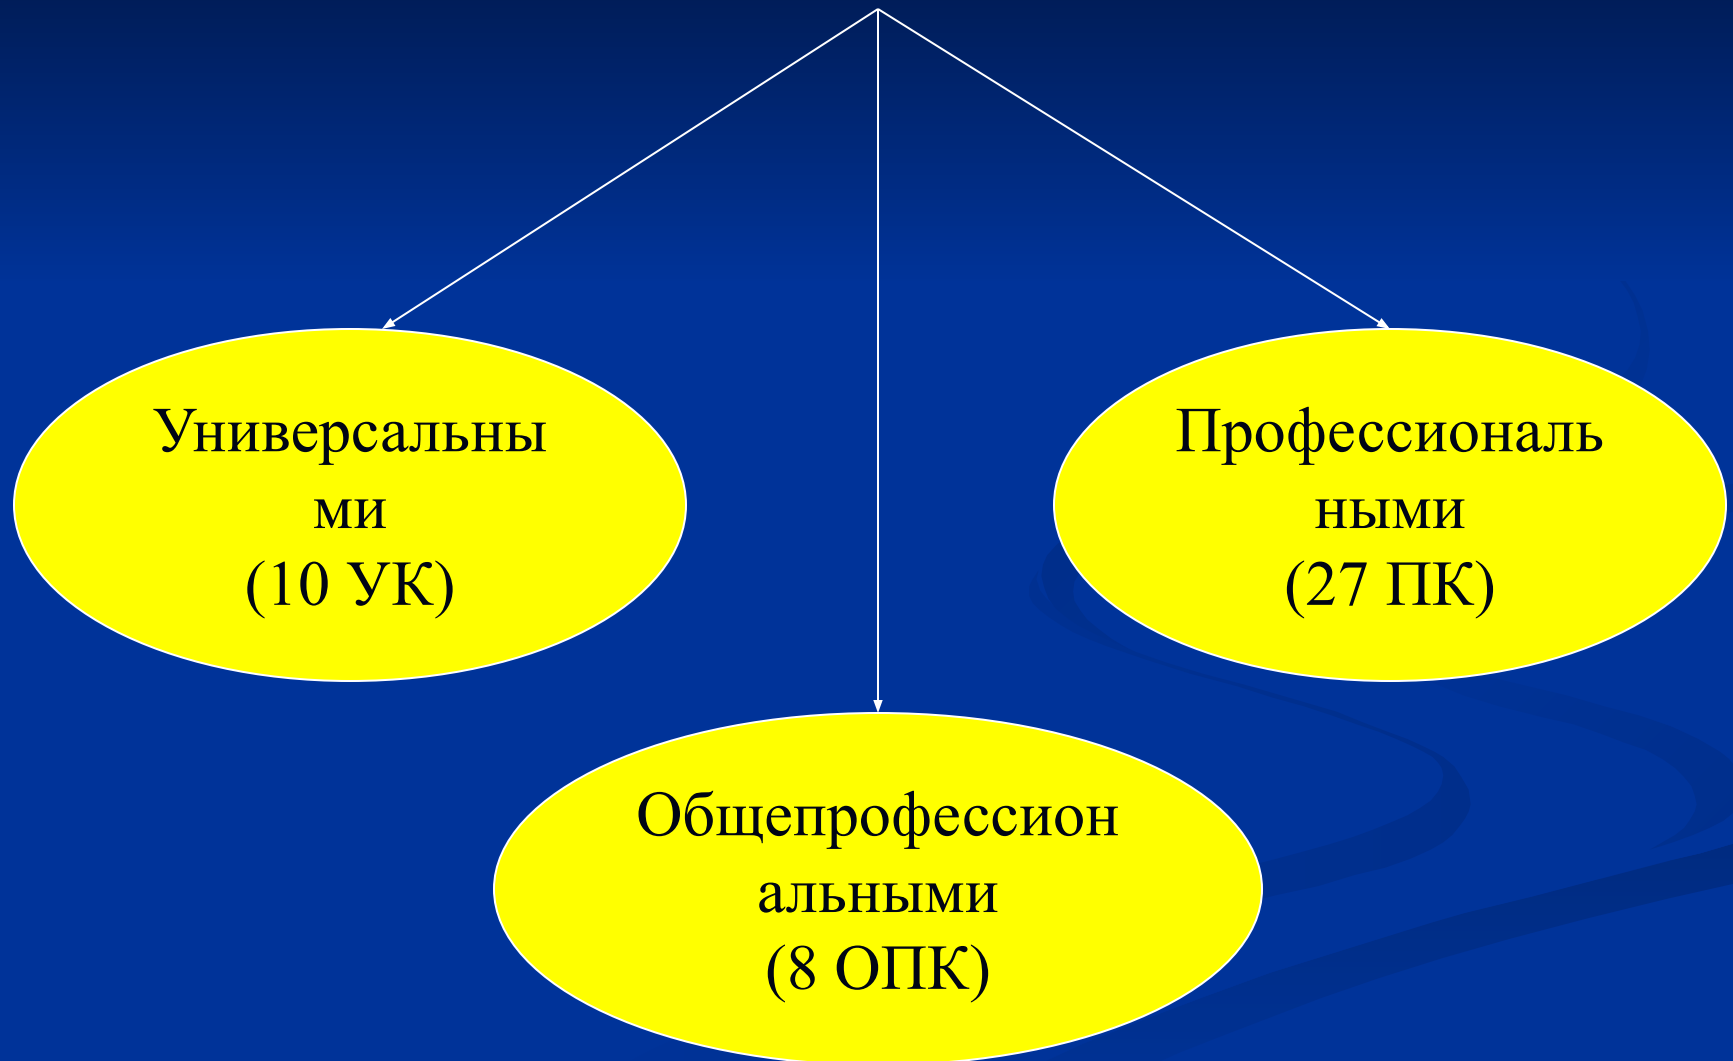 Универсальны
ми
(10 УК)
Профессиональ
ными
(27 ПК)
Общепрофессион
альными
(8 ОПК)